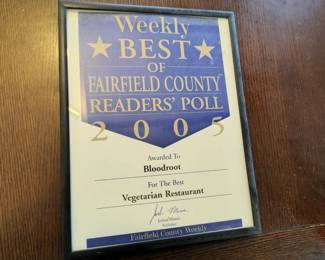 Weekly
BEST
OF
FAIRFIELD COUNTY
READERS' POLL
2005
Awarded To
Bloodroot
For The Best
Vegetarian Restaurant
Fairfield County Weekly